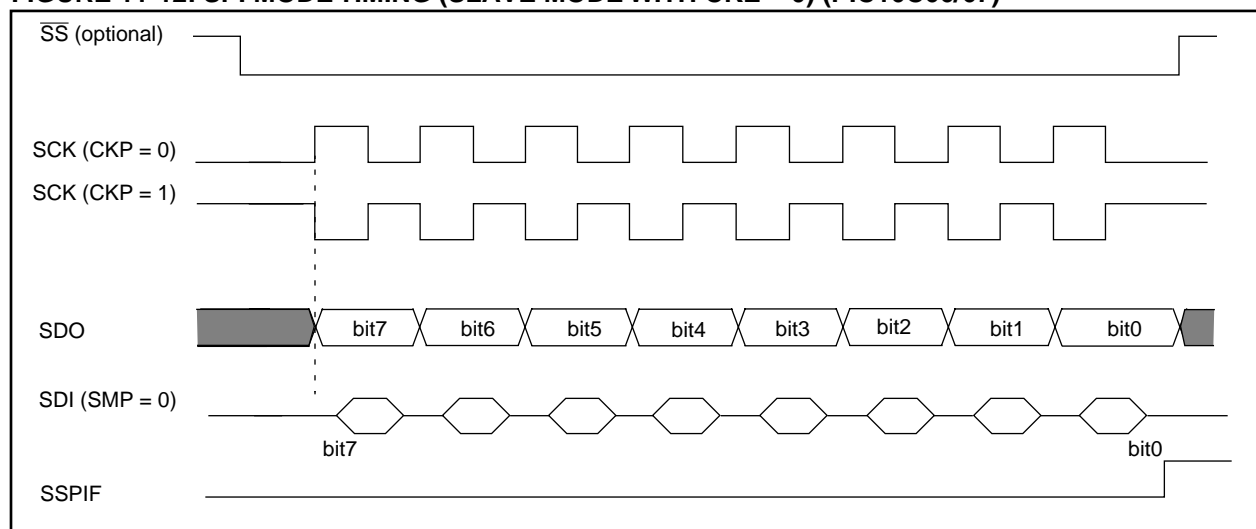 SS (optional)
SCK (CKP = 0)
SCK (CKP = 1)
SDO bit7 bit6 bit5 bit4 bit3 bit2 bit1 bit0
SDI (SMP = 0)
bit7 bit0
SSPIF